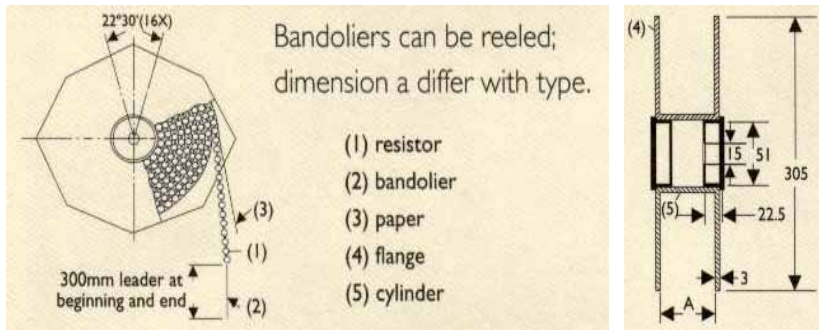 22°30'(16X)
Bandoliers can be reeled;
dimension a differ with type.
(1) resistor
(2) bandolier
(3) paper
(4) flange
(5) cylinder
(3)
(1)
(2)
300mm leader at
beginning and end
(4)
15
51
305
(5)
22.5
3
A